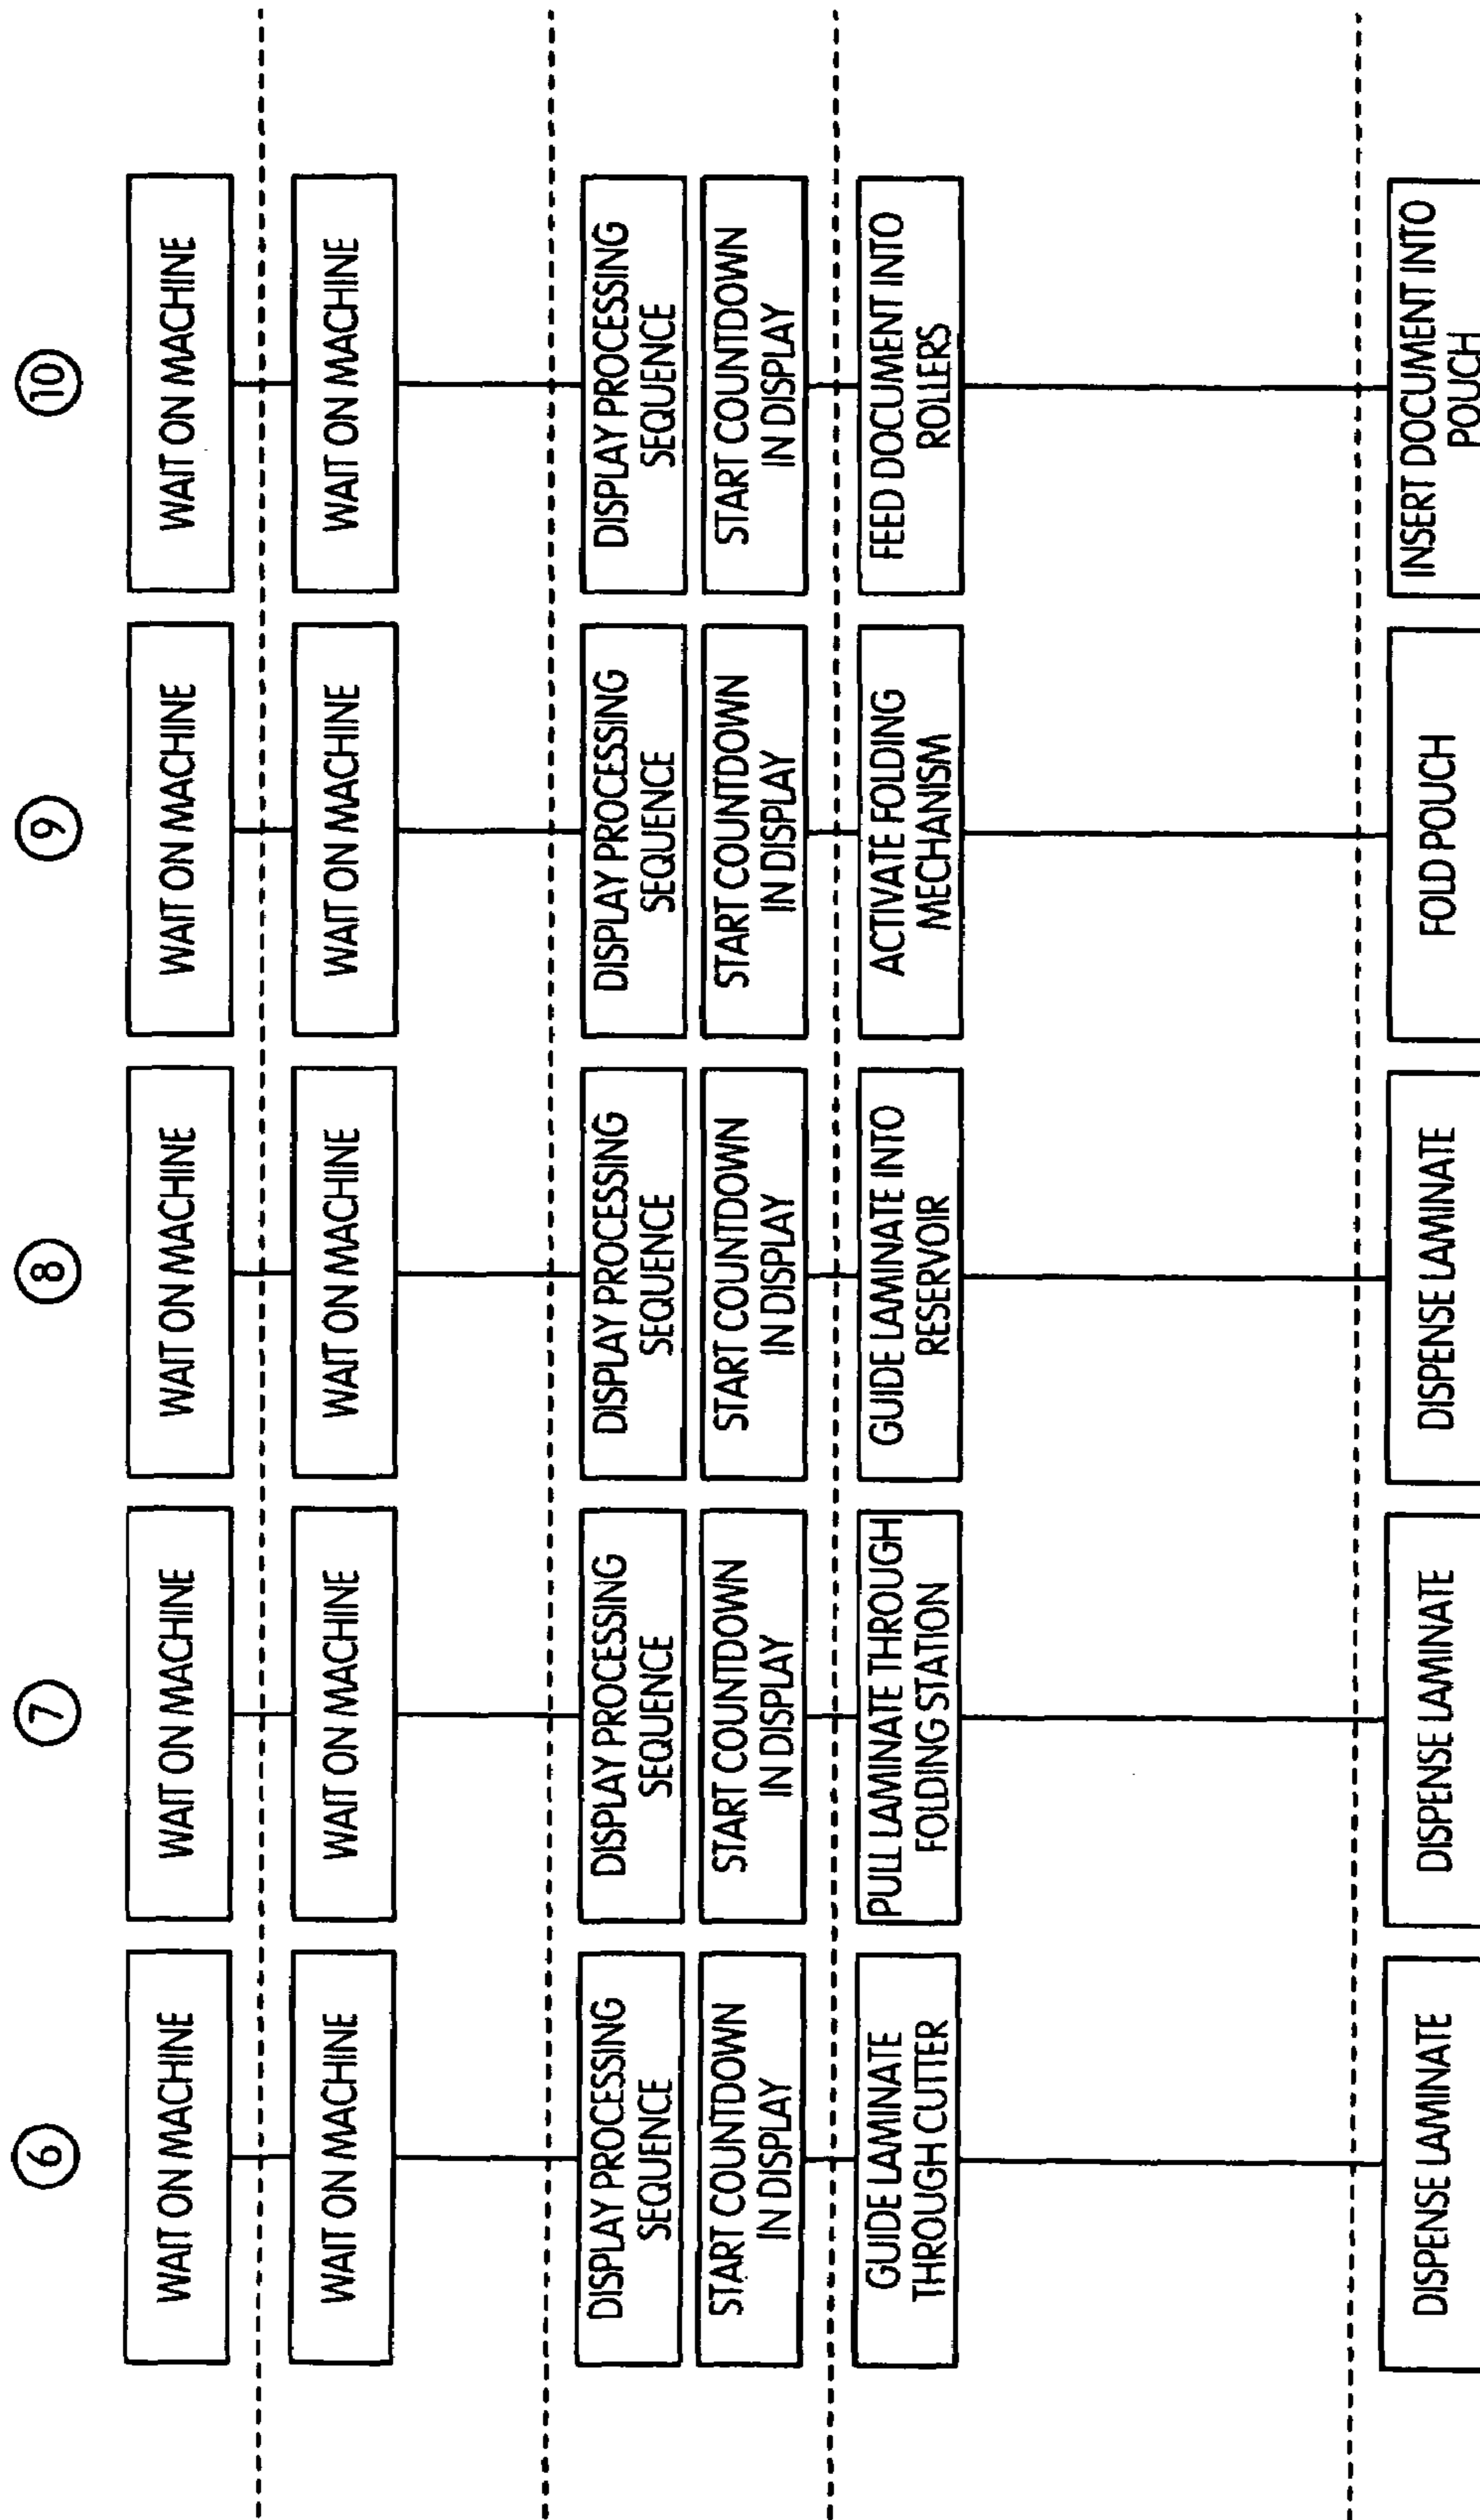 6
WAIT ON MACHINE
WAIT ON MACHINE
DISPLAY PROCESSING
SEQUENCE
START COUNTDOWN
IN DISPLAY
GUIDE LAMINATE
THROUGH CUTTER
DISPENSE LAMINATE
7
WAIT ON MACHINE
WAIT ON MACHINE
DISPLAY PROCESSING
SEQUENCE
START COUNTDOWN
IN DISPLAY
PULL LAMINATE THROUGH
FOLDING STATION
DISPENSE LAMINATE
8
WAIT ON MACHINE
WAIT ON MACHINE
DISPLAY PROCESSING
SEQUENCE
START COUNTDOWN
IN DISPLAY
GUIDE LAMINATE INTO
RESERVOIR
DISPENSE LAMINATE
9
WAIT ON MACHINE
WAIT ON MACHINE
DISPLAY PROCESSING
SEQUENCE
START COUNTDOWN
IN DISPLAY
ACTIVATE FOLDING
MECHANISM
FOLD POUCH
10
WAIT ON MACHINE
WAIT ON MACHINE
DISPLAY PROCESSING
SEQUENCE
START COUNTDOWN
IN DISPLAY
FEED DOCUMENT INTO
ROLLERS
INSERT DOCUMENT INTO
POUCH